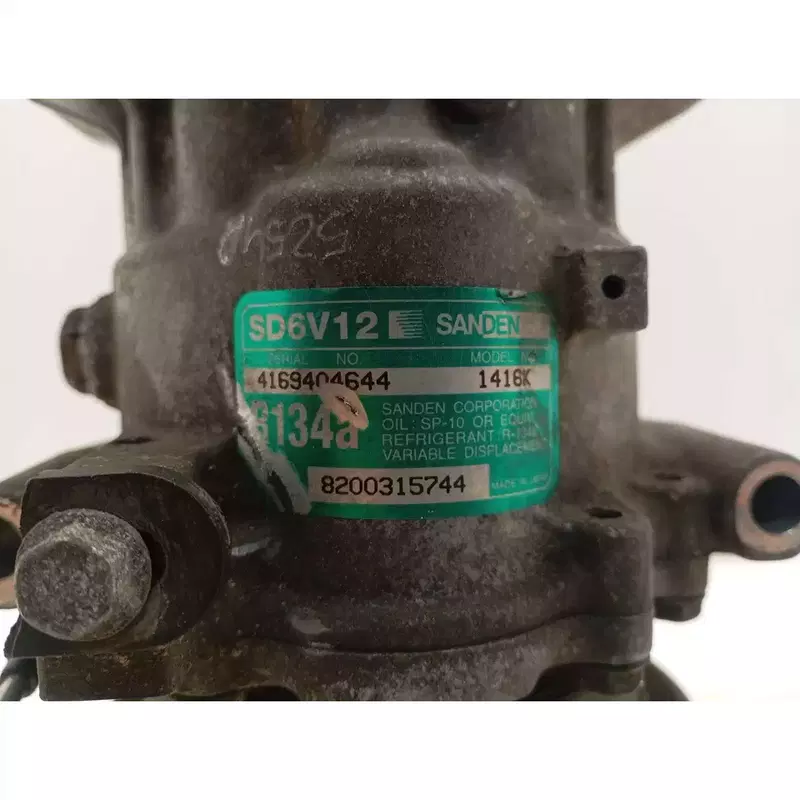 5254P
SD6V12 SANDEN
SERIAL NO. MODEL NO.
4169404644 1416K
R134a
SANDEN CORPORATION
OIL: SP-10 OR EQUIV
REFRIGERANT: R-134a
VARIABLE DISPLACEMENT
8200315744
MADE IN JAPAN